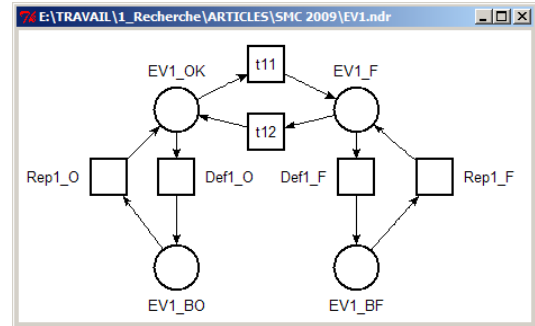 E:\TRAVAIL\1_Recherche\ARTICLES\SMC 2009\EV1.ndr
t11
EV1_OK
EV1_F
t12
Rep1_O
Def1_O
Def1_F
Rep1_F
EV1_BO
EV1_BF